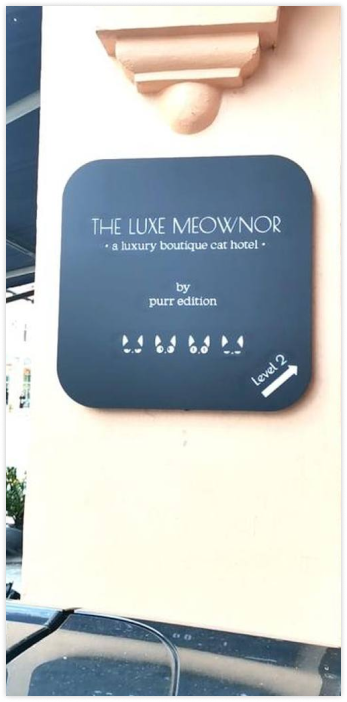 THE LUXE MEOWNOR
• a luxury boutique cat hotel •
by
purr edition
Level 2